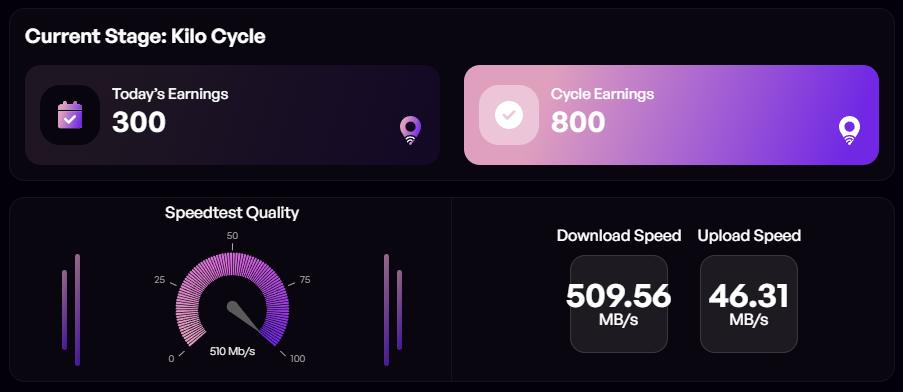 Current Stage: Kilo Cycle
Today's Earnings
300
Cycle Earnings
800
Speedtest Quality
50
25
75
0
100
510 Mb/s
Download Speed
509.56
MB/s
Upload Speed
46.31
MB/s